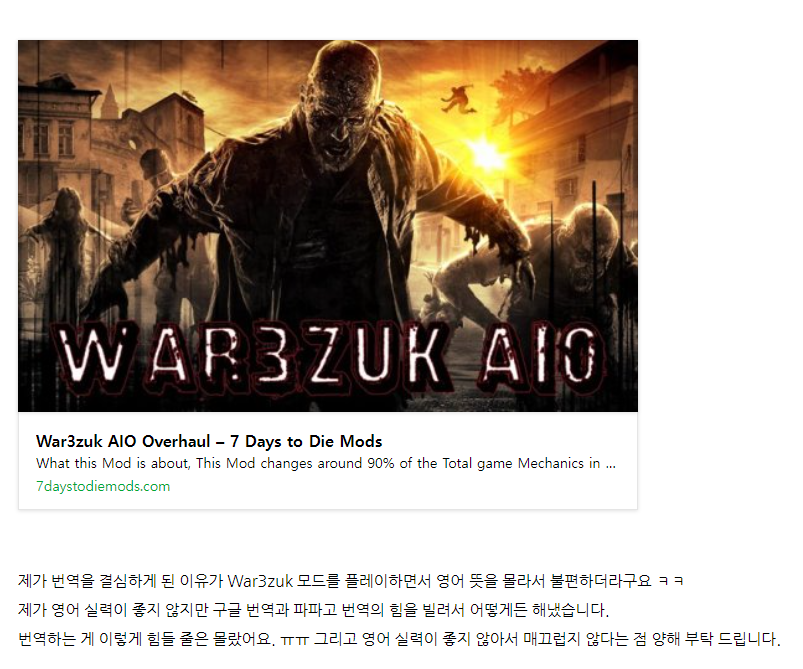 WAR3ZUK AIO
War3zuk AIO Overhaul – 7 Days to Die Mods
What this Mod is about, This Mod changes around 90% of the Total game Mechanics in ...
7daystodiemods.com
제가 번역을 결심하게 된 이유가 War3zuk 모드를 플레이하면서 영어 뜻을 몰라서 불편하더라구요 ㅋㅋ
제가 영어 실력이 좋지 않지만 구글 번역과 파파고 번역의 힘을 빌려서 어떻게든 해냈습니다.
번역하는 게 이렇게 힘들 줄은 몰랐어요. ㅠㅠ 그리고 영어 실력이 좋지 않아서 매끄럽지 않다는 점 양해 부탁 드립니다.